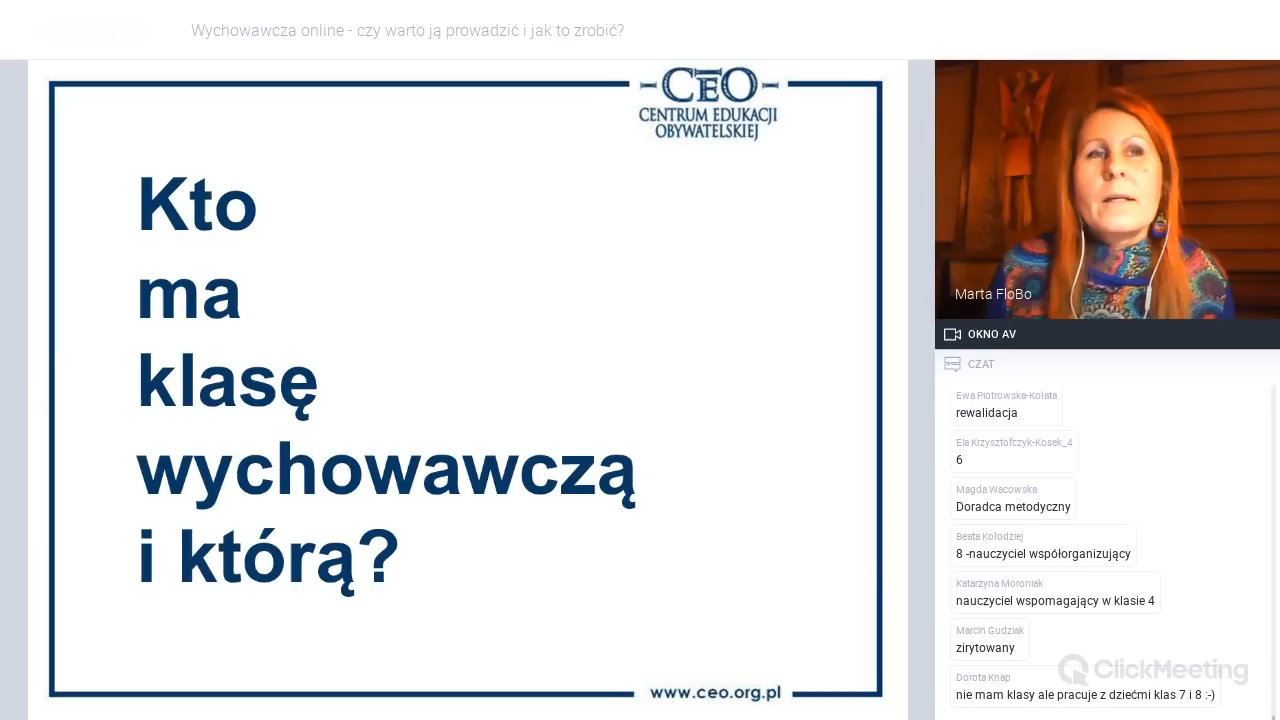 Wychowawcza online - czy warto ją prowadzić i jak to zrobić?
CEO
CENTRUM EDUKACJI
OBYWATELSKIEJ
Kto
ma
klasę
wychowawczą
i którą?
www.ceo.org.pl
Marta FloBo
OKNO AV
CZAT
Ewa Piotrowska-Kołata
rewalidacja
Ela Krzysztofczyk-Kosek_4
6
Magda Wacowska
Doradca metodyczny
Beata Kołodziej
8 -nauczyciel współorganizujący
Katarzyna Moroniak
nauczyciel wspomagający w klasie 4
Marcin Gudziak
zirytowany
Dorota Knap
nie mam klasy ale pracuje z dziećmi klas 7 i 8 :-)
ClickMeeting